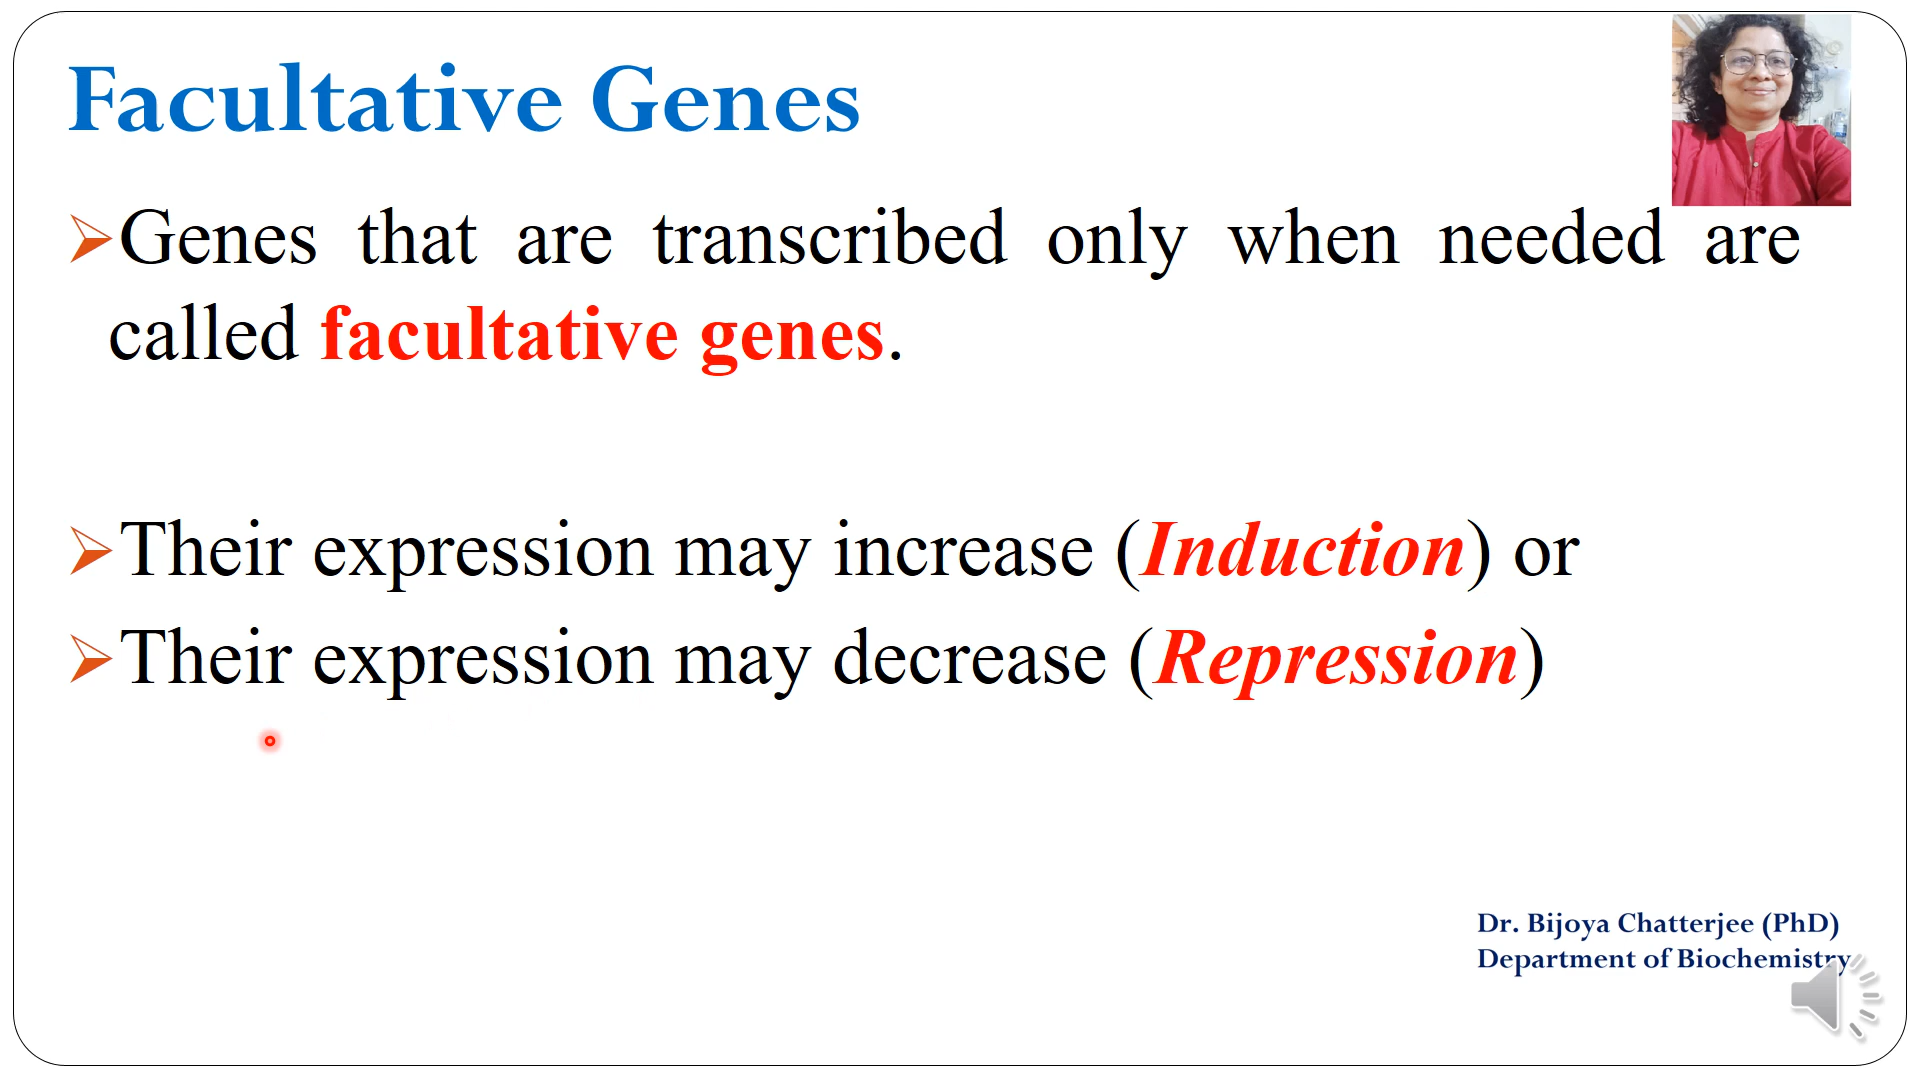 Facultative Genes
Genes that are transcribed only when needed are
called facultative genes.
Their expression may increase (Induction) or
Their expression may decrease (Repression)
Dr. Bijoya Chatterjee (PhD)
Department of Biochemistry